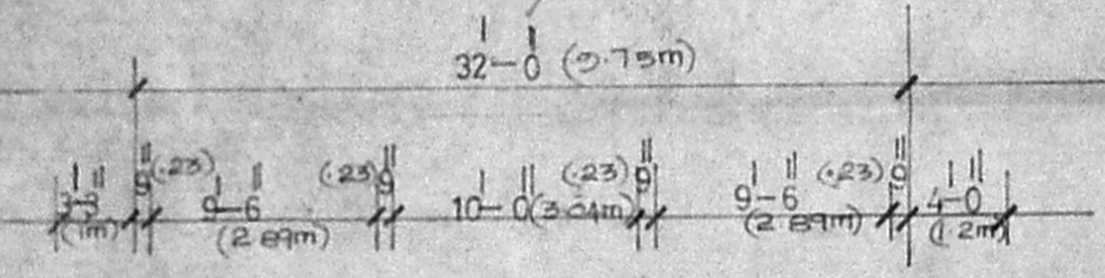 32'-0" (9.75m)
3'-3" 9" (.23) 9'-6" (.23) 9" 10'-0" (.23) 9" 9'-6" (.23) 9" 4'-0"
(1m) (2.89m) (3.04m) (2.89m) (1.2m)